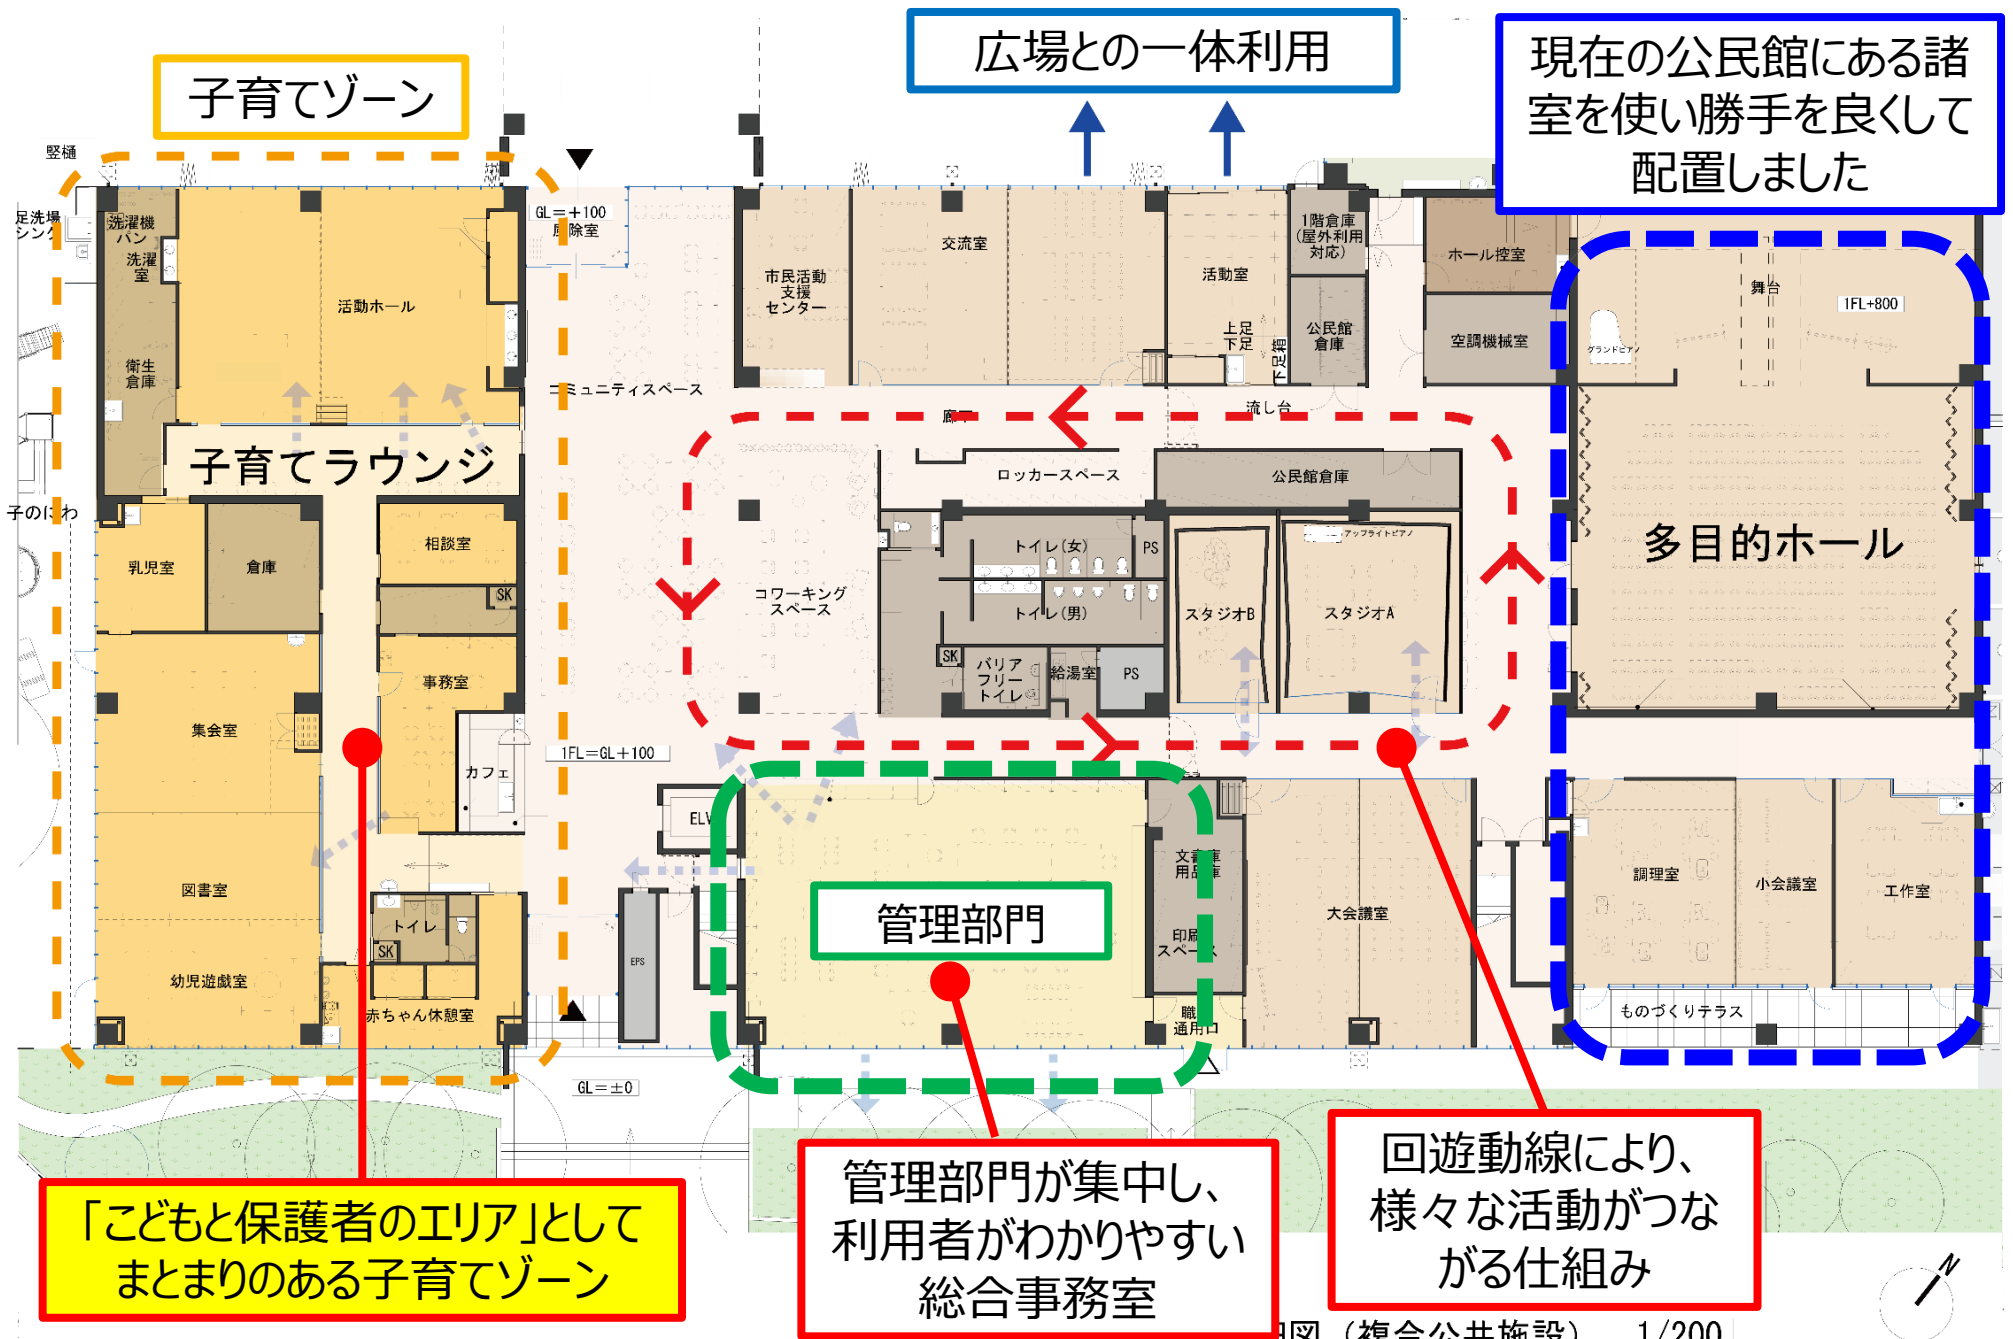 子育てゾーン
広場との一体利用
現在の公民館にある諸
室を使い勝手を良くして
配置しました
竪樋
足洗場
シンク
洗濯機
パン
洗濯
室
衛生
倉庫
活動ホール
GL=+100
風除室
市民活動
支援
センター
交流室
活動室
上足
下足
下足箱
1階倉庫
(屋外利用
対応)
公民館
倉庫
ホール控室
空調機械室
舞台
1FL+800
グランドピアノ
コミュニティスペース
廊下
流し台
子育てラウンジ
ロッカースペース
公民館倉庫
子のにわ
乳児室
倉庫
相談室
SK
トイレ(女)
PS
アップライトピアノ
多目的ホール
コワーキング
スペース
トイレ(男)
スタジオB
スタジオA
SK
バリア
フリー
トイレ
給湯室
PS
事務室
集会室
カフェ
1FL=GL+100
ELV
文書庫
用品庫
調理室
小会議室
工作室
図書室
管理部門
大会議室
トイレ
SK
印刷
スペース
EPS
幼児遊戯室
赤ちゃん休憩室
職員
通用口
ものづくりテラス
GL=±0
「こどもと保護者のエリア」として
まとまりのある子育てゾーン
管理部門が集中し、
利用者がわかりやすい
総合事務室
回遊動線により、
様々な活動がつな
がる仕組み
N
図 (複合公共施設) 1/200